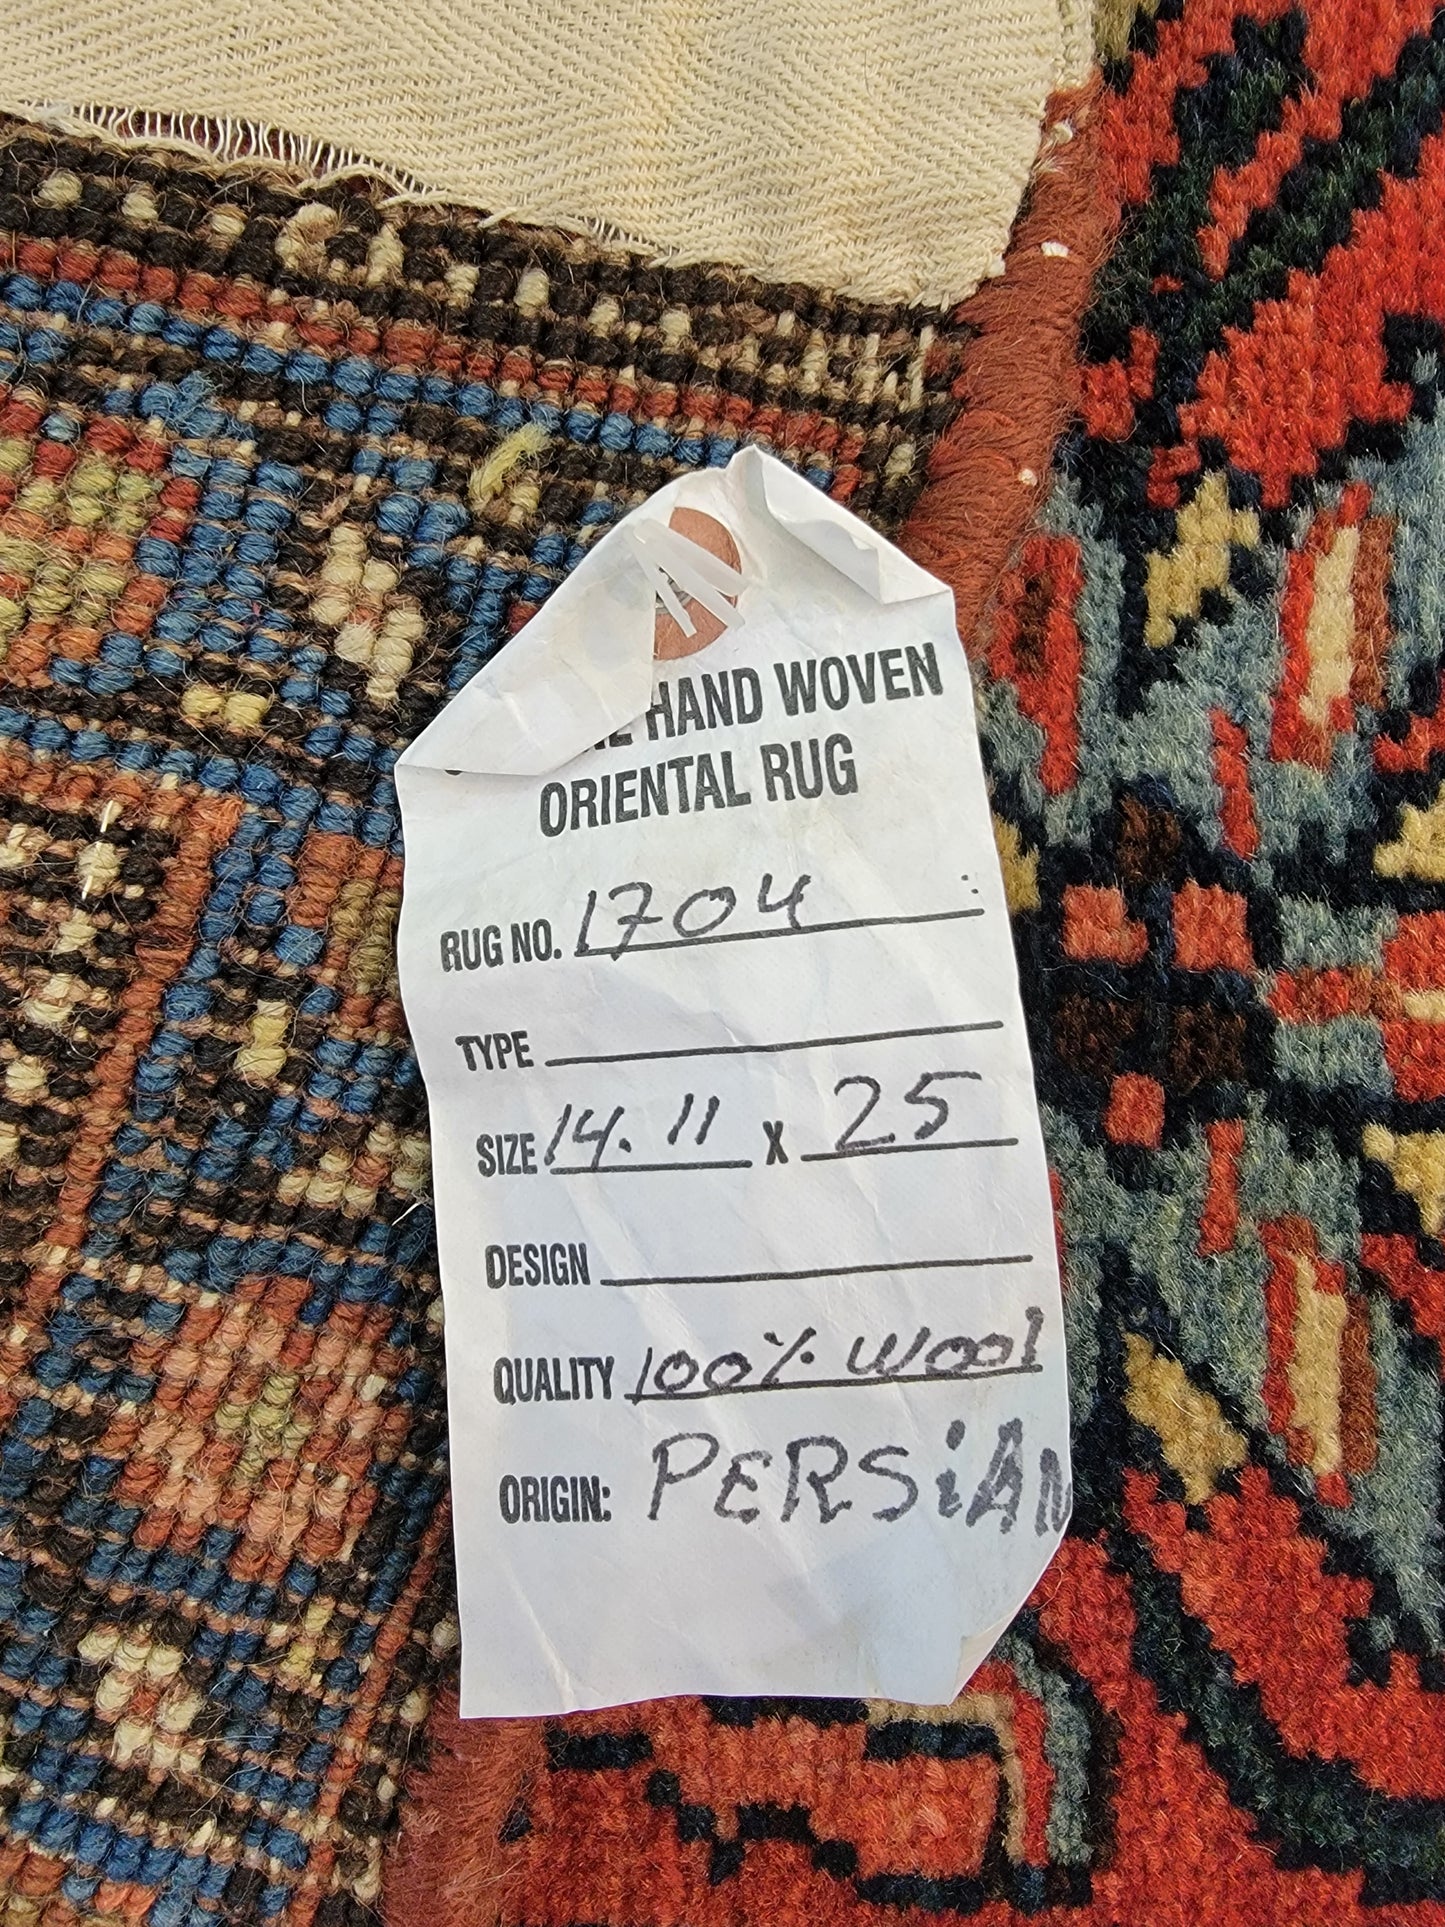 HAND WOVEN
ORIENTAL RUG
RUG NO. 1704
TYPE
SIZE 14.11 X 25
DESIGN
QUALITY 100% wool
ORIGIN: PERSiAN